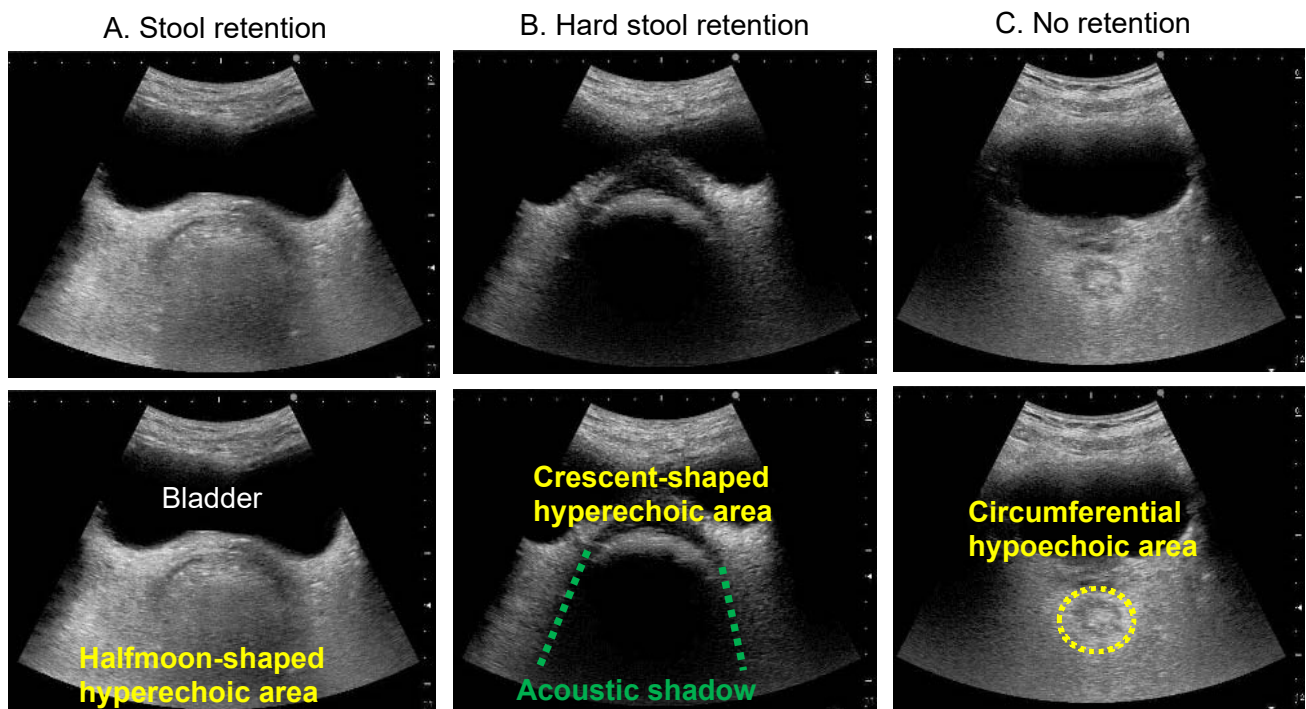 A. Stool retention
B. Hard stool retention
C. No retention
Bladder
Halfmoon-shaped
hyperechoic area
Crescent-shaped
hyperechoic area
Acoustic shadow
Circumferential
hypoechoic area